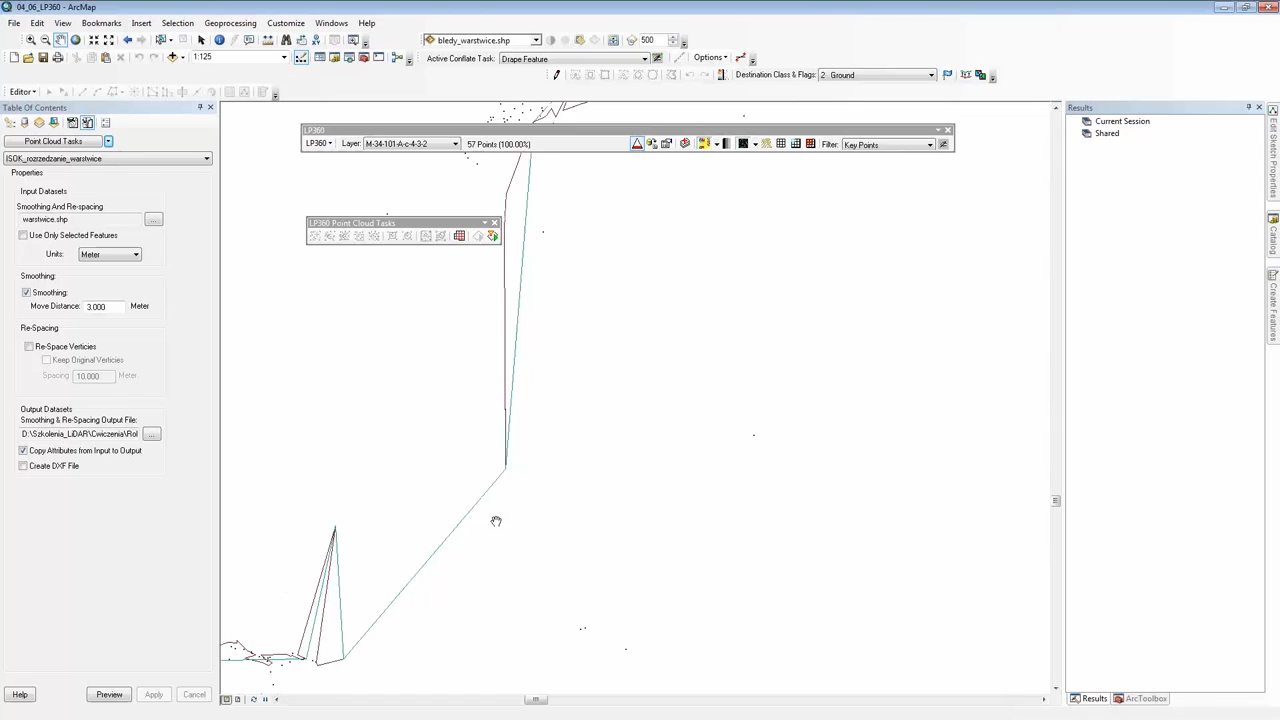 04_06_LP360 - ArcMap
File Edit View Bookmarks Insert Selection Geoprocessing Customize Windows Help
bledy_warstwice.shp 500
1:125 Active Conflate Task: Drape Feature Options
Destination Class & Flags: 2 Ground
Editor
Table Of Contents
Point Cloud Tasks
ISOK_rozrzedzanie_warstwice
Properties
Input Datasets
Smoothing And Re-spacing
warstwice.shp ...
Use Only Selected Features
Units: Meter
Smoothing:
Smoothing:
Move Distance: 3.000 Meter
Re-Spacing
Re-Space Verticies
Keep Original Verticies
Spacing 10.000 Meter
Output Datasets
Smoothing & Re-Spacing Output File:
D:\Szkolenia_LiDAR\Cwiczenia\Rol ...
Copy Attributes from Input to Output
Create DXF File
Help Preview Apply Cancel
LP360
LP360 Layer: M-34-101-A-c-4-3-2 57 Points (100.00%) Filter: Key Points
LP360 Point Cloud Tasks
Results
Current Session
Shared
Results ArcToolbox
Edit Sketch Properties
Catalog
Create Features